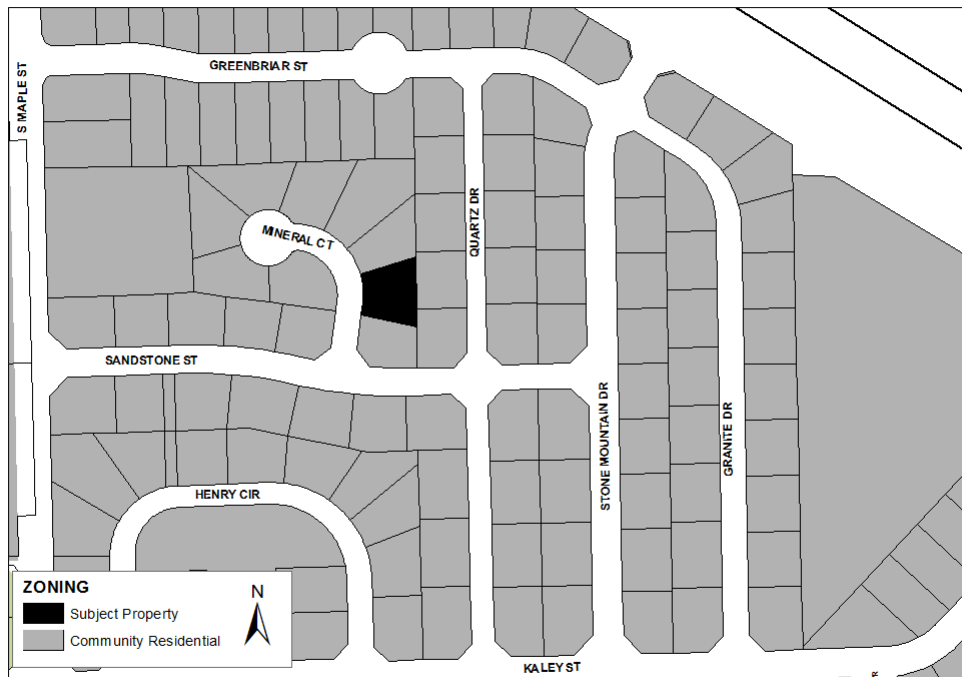 GREENBRIAR ST
S MAPLE ST
QUARTZ DR
MINERAL CT
SANDSTONE ST
STONE MOUNTAIN DR
GRANITE DR
HENRY CIR
ZONING
Subject Property
Community Residential
N
KALEY ST